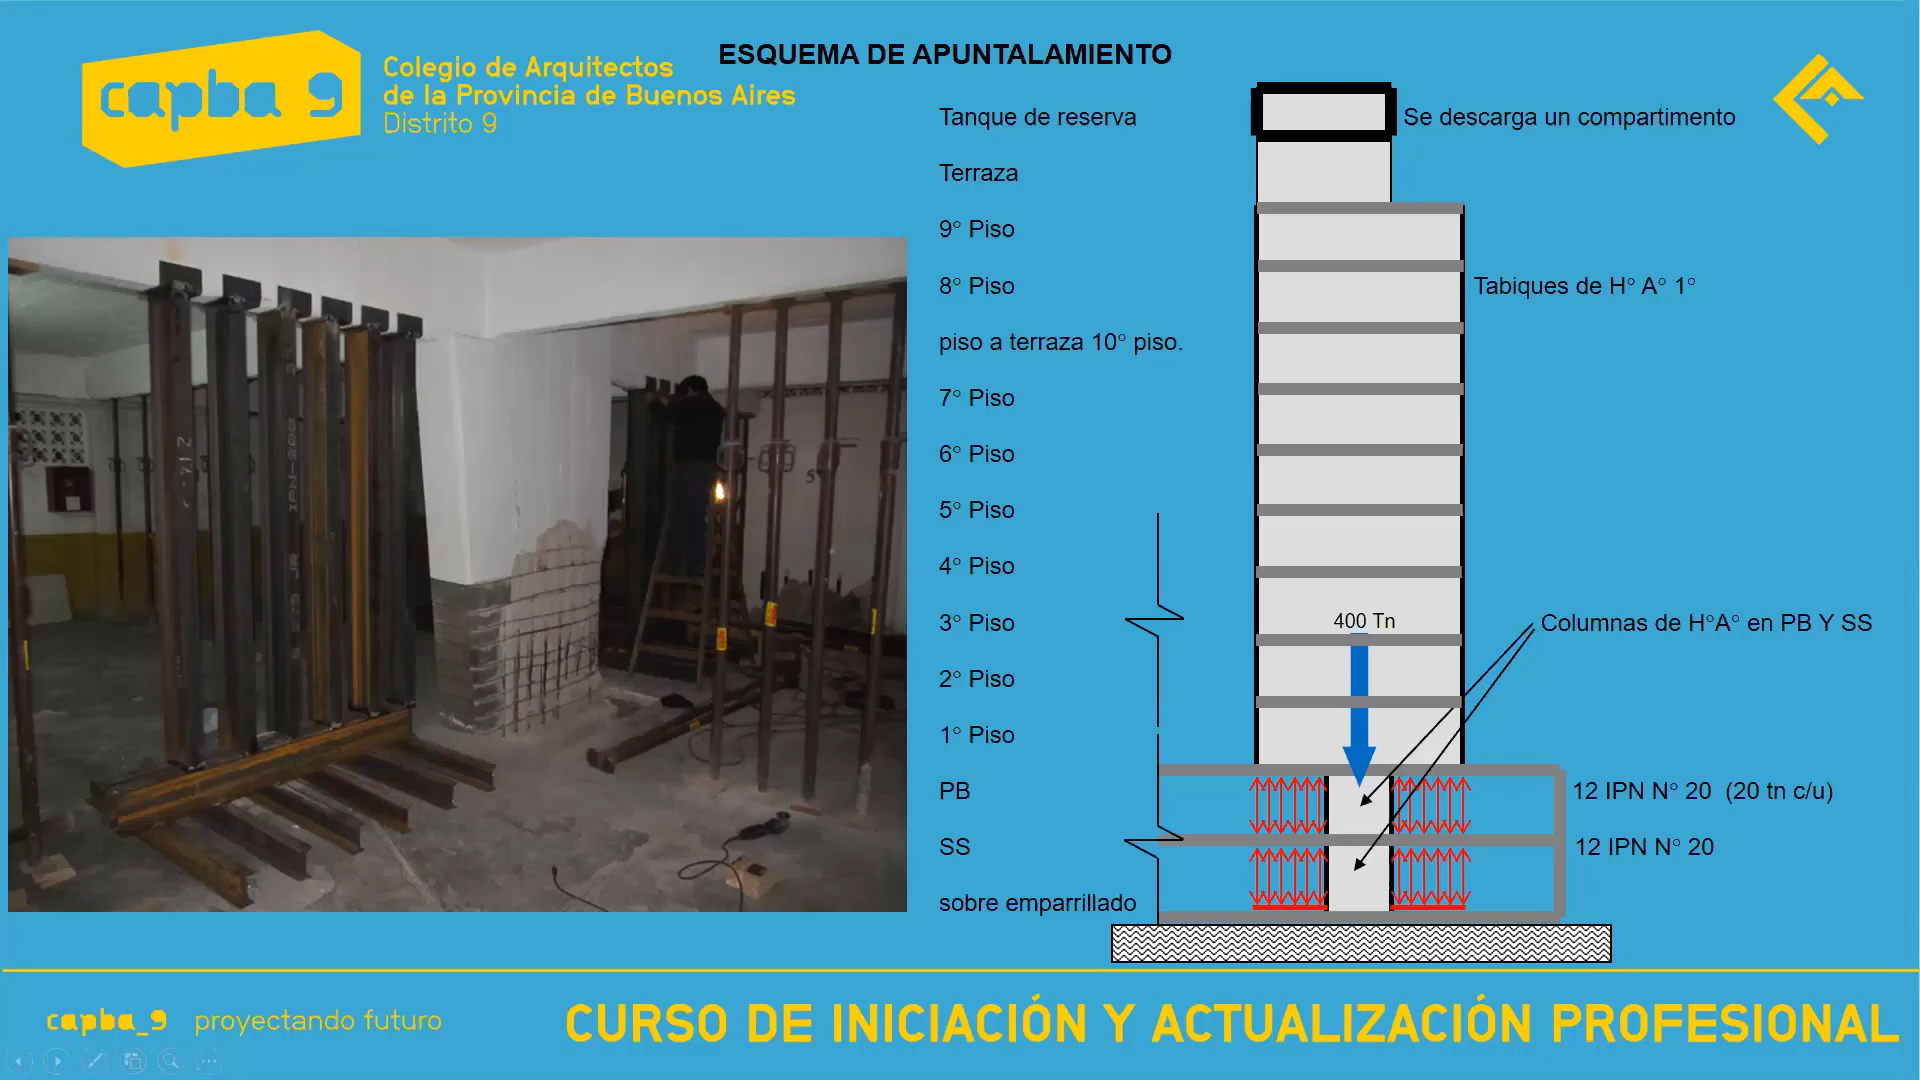 capba 9
Colegio de Arquitectos
de la Provincia de Buenos Aires
Distrito 9
ESQUEMA DE APUNTALAMIENTO
Tanque de reserva
Se descarga un compartimento
Terraza
9° Piso
8° Piso
Tabiques de H° A° 1°
piso a terraza 10° piso.
7° Piso
6° Piso
5° Piso
4° Piso
3° Piso
400 Tn
Columnas de H°A° en PB Y SS
2° Piso
1° Piso
PB
12 IPN N° 20 (20 tn c/u)
SS
12 IPN N° 20
sobre emparrillado
IPN-200
capba_9 proyectando futuro
CURSO DE INICIACIÓN Y ACTUALIZACIÓN PROFESIONAL